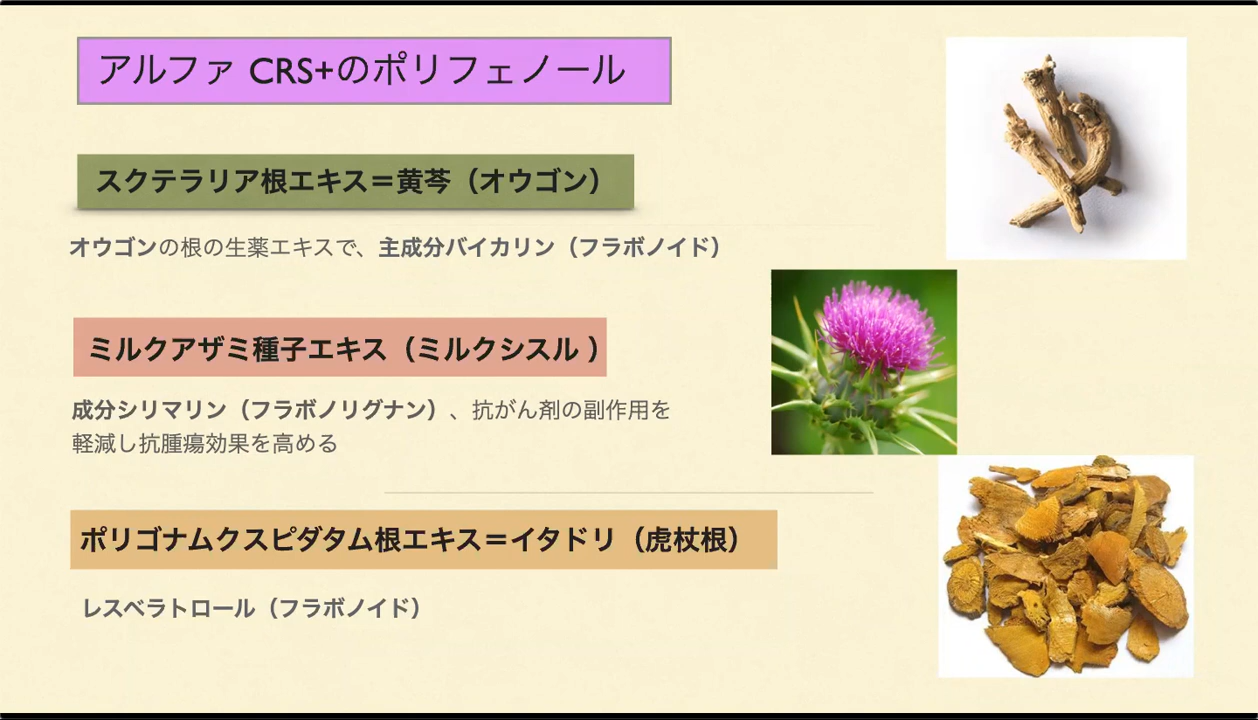 アルファ CRS+のポリフェノール
スクテラリア根エキス＝黄芩（オウゴン）
オウゴンの根の生薬エキスで、主成分バイカリン（フラボノイド）
ミルクアザミ種子エキス（ミルクシスル ）
成分シリマリン（フラボノリグナン）、抗がん剤の副作用を
軽減し抗腫瘍効果を高める
ポリゴナムクスピダタム根エキス＝イタドリ（虎杖根）
レスベラトロール（フラボノイド）